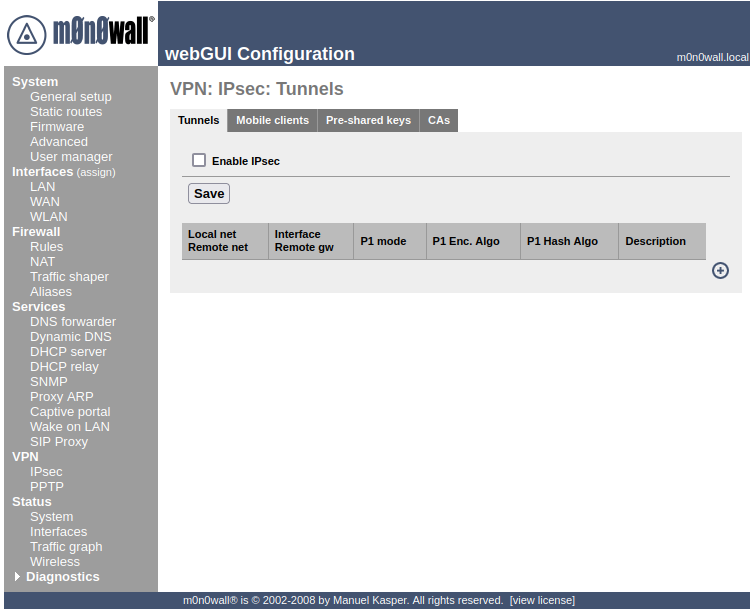 m0n0wall®
webGUI Configuration
m0n0wall.local
System
General setup
Static routes
Firmware
Advanced
User manager
Interfaces (assign)
LAN
WAN
WLAN
Firewall
Rules
NAT
Traffic shaper
Aliases
Services
DNS forwarder
Dynamic DNS
DHCP server
DHCP relay
SNMP
Proxy ARP
Captive portal
Wake on LAN
SIP Proxy
VPN
IPsec
PPTP
Status
System
Interfaces
Traffic graph
Wireless
Diagnostics
VPN: IPsec: Tunnels
Tunnels Mobile clients Pre-shared keys CAs
Enable IPsec
Save
Local net Interface P1 mode P1 Enc. Algo P1 Hash Algo Description
Remote net Remote gw
m0n0wall® is © 2002-2008 by Manuel Kasper. All rights reserved. [view license]